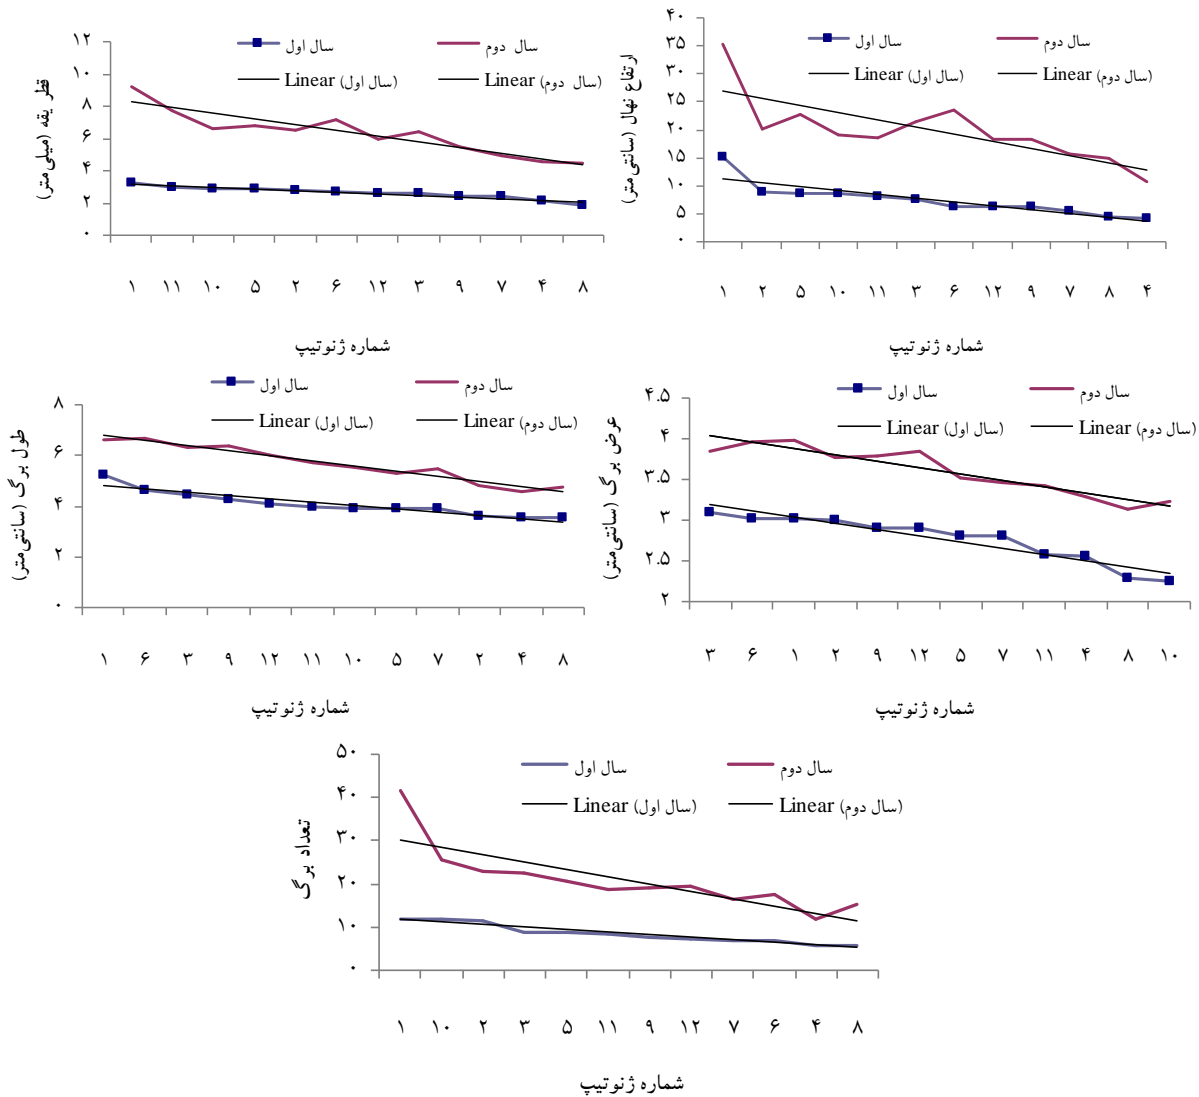 قطر یقه (میلی متر)
سال اول
سال دوم
Linear (سال اول)
Linear (سال دوم)
۱۲
۱۰
۸
۶
۴
۲
۰
۱ ۱۱ ۱۰ ۵ ۲ ۶ ۱۲ ۳ ۹ ۷ ۴ ۸
شماره ژنوتیپ
ارتفاع نهال (سانتی متر)
سال اول
سال دوم
Linear (سال اول)
Linear (سال دوم)
۴۰
۳۵
۳۰
۲۵
۲۰
۱۵
۱۰
۵
۰
۱ ۲ ۵ ۱۰ ۱۱ ۳ ۶ ۱۲ ۹ ۷ ۸ ۴
شماره ژنوتیپ
طول برگ (سانتی‌متر)
سال اول
سال دوم
Linear (سال اول)
Linear (سال دوم)
۸
۶
۴
۲
۰
۱ ۶ ۳ ۹ ۱۲ ۱۱ ۱۰ ۵ ۷ ۲ ۴ ۸
شماره ژنوتیپ
عرض برگ (سانتی‌متر)
سال اول
سال دوم
Linear (سال اول)
Linear (سال دوم)
۴.۵
۴
۳.۵
۳
۲.۵
۲
۳ ۶ ۱ ۲ ۹ ۱۲ ۵ ۷ ۱۱ ۴ ۸ ۱۰
شماره ژنوتیپ
تعداد برگ
سال اول
سال دوم
Linear (سال اول)
Linear (سال دوم)
۵۰
۴۰
۳۰
۲۰
۱۰
۰
۱ ۱۰ ۲ ۳ ۵ ۱۱ ۹ ۱۲ ۷ ۶ ۴ ۸
شماره ژنوتیپ